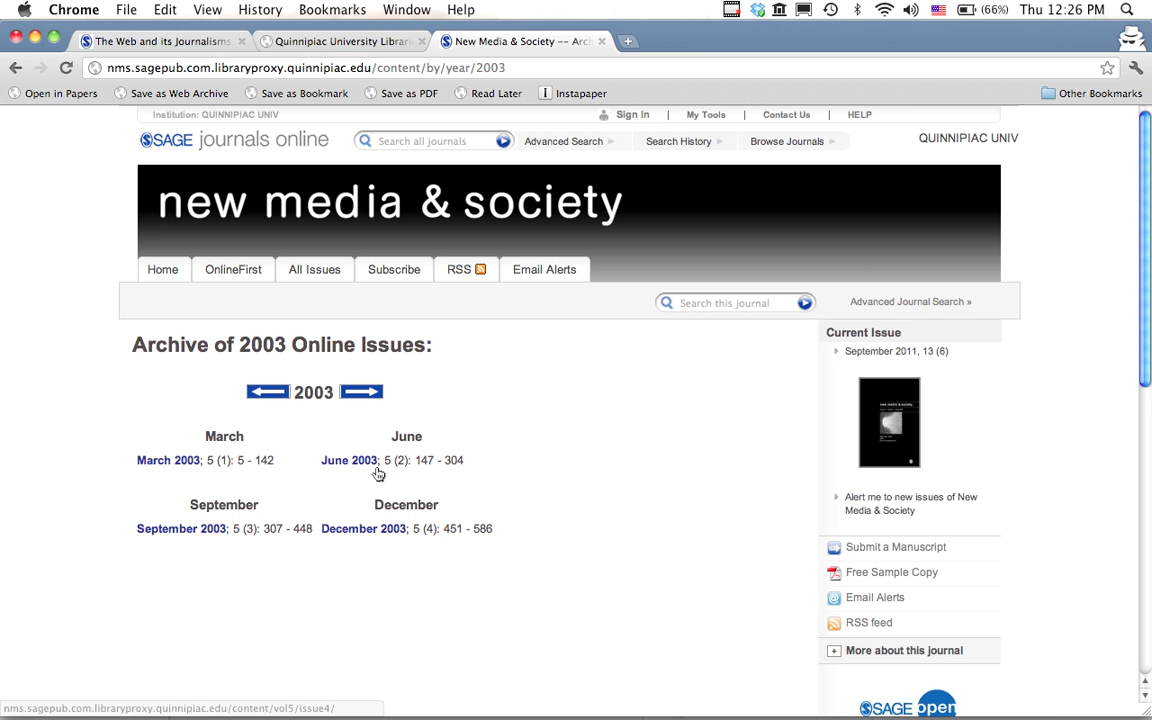 Chrome File Edit View History Bookmarks Window Help (66%) Thu 12:26 PM
The Web and its Journalisms: Quinnipiac University Librar New Media & Society -- Arch
nms.sagepub.com.libraryproxy.quinnipiac.edu/content/by/year/2003
Open in Papers Save as Web Archive Save as Bookmark Save as PDF Read Later Instapaper Other Bookmarks
Institution: QUINNIPIAC UNIV Sign In | My Tools | Contact Us | HELP
SAGE journals online Search all journals Advanced Search Search History Browse Journals QUINNIPIAC UNIV
new media & society
Home OnlineFirst All Issues Subscribe RSS Email Alerts
Search this journal Advanced Journal Search »
Archive of 2003 Online Issues:
2003
March June
March 2003; 5 (1): 5 - 142 June 2003; 5 (2): 147 - 304
September December
September 2003; 5 (3): 307 - 448 December 2003; 5 (4): 451 - 586
Current Issue
September 2011, 13 (6)
Alert me to new issues of New
Media & Society
Submit a Manuscript
Free Sample Copy
Email Alerts
RSS feed
+ More about this journal
SAGE open
nms.sagepub.com.libraryproxy.quinnipiac.edu/content/vol5/issue4/